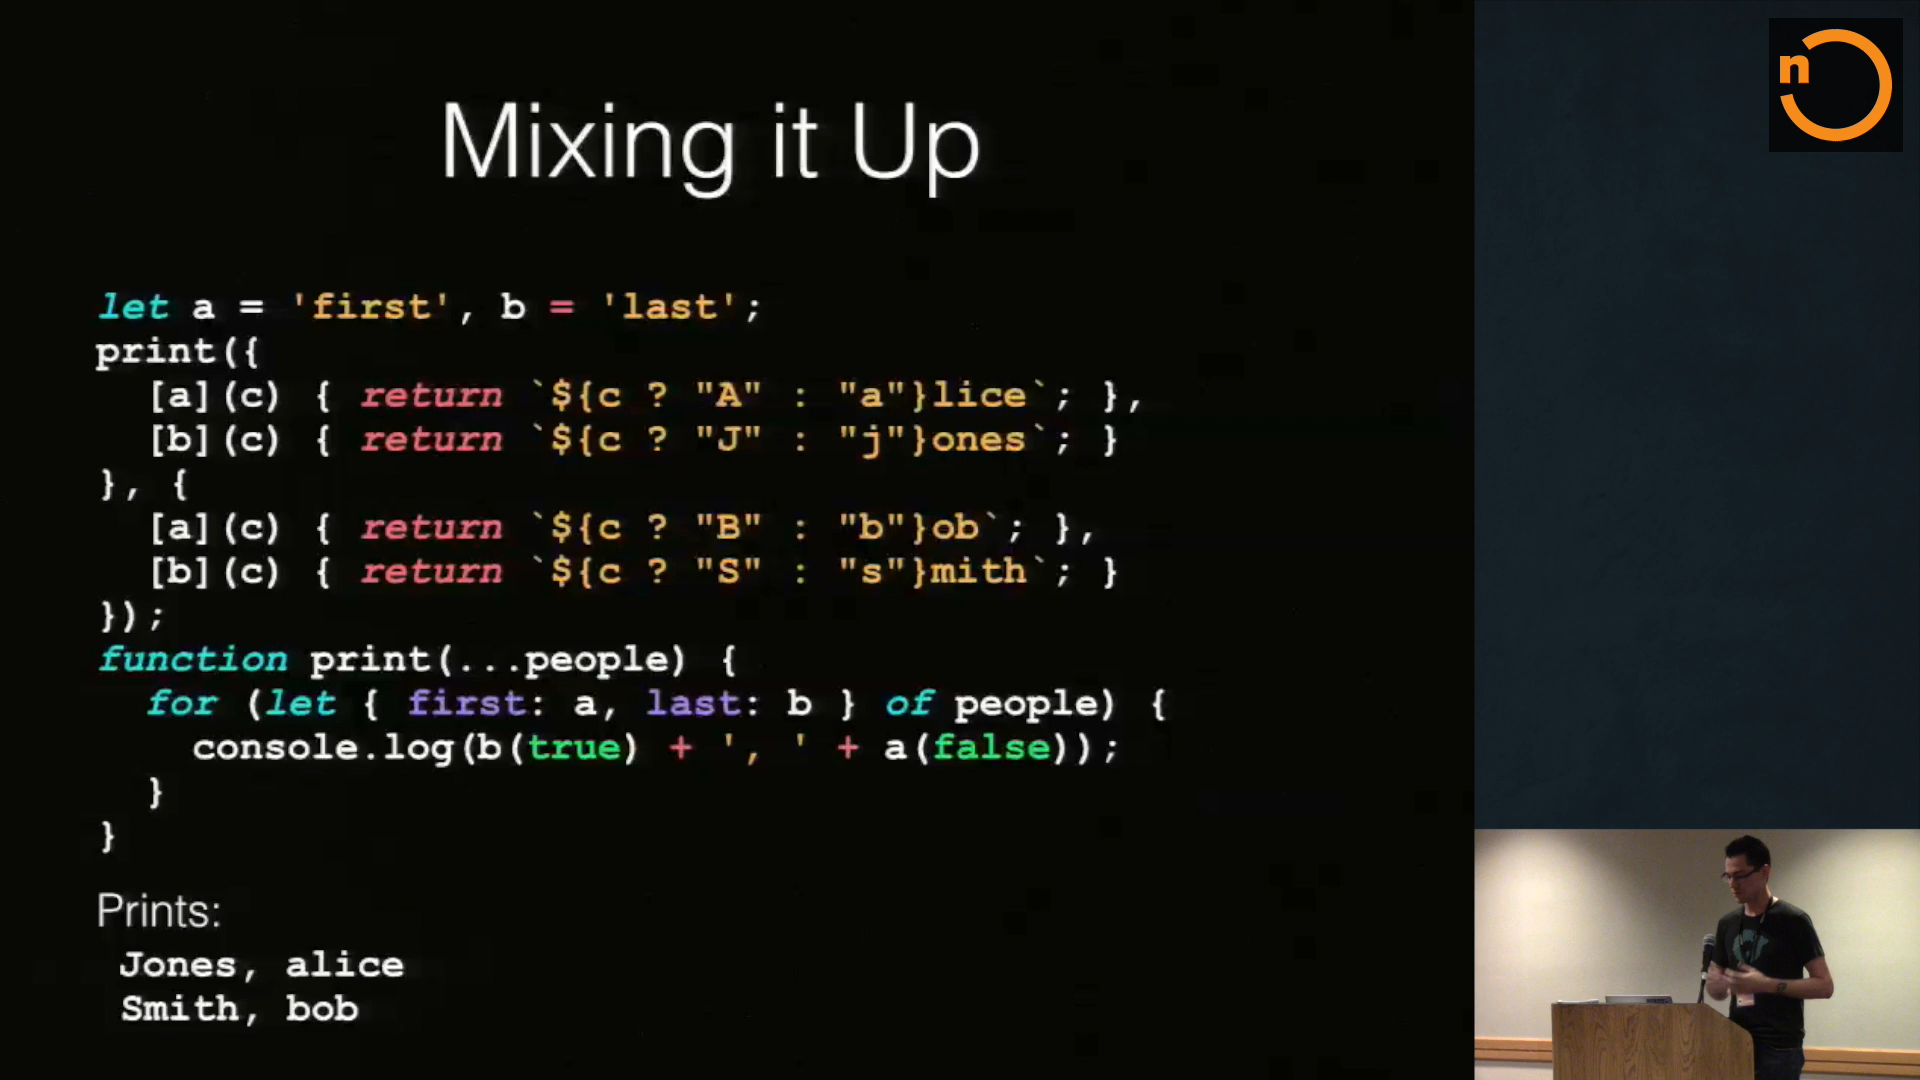 Mixing it Up
let a = 'first', b = 'last';
print({
  [a](c) { return `${c ? "A" : "a"}lice`; },
  [b](c) { return `${c ? "J" : "j"}ones`; }
}, {
  [a](c) { return `${c ? "B" : "b"}ob`; },
  [b](c) { return `${c ? "S" : "s"}mith`; }
});
function print(...people) {
  for (let { first: a, last: b } of people) {
    console.log(b(true) + ', ' + a(false));
  }
}
Prints:
Jones, alice
Smith, bob
n